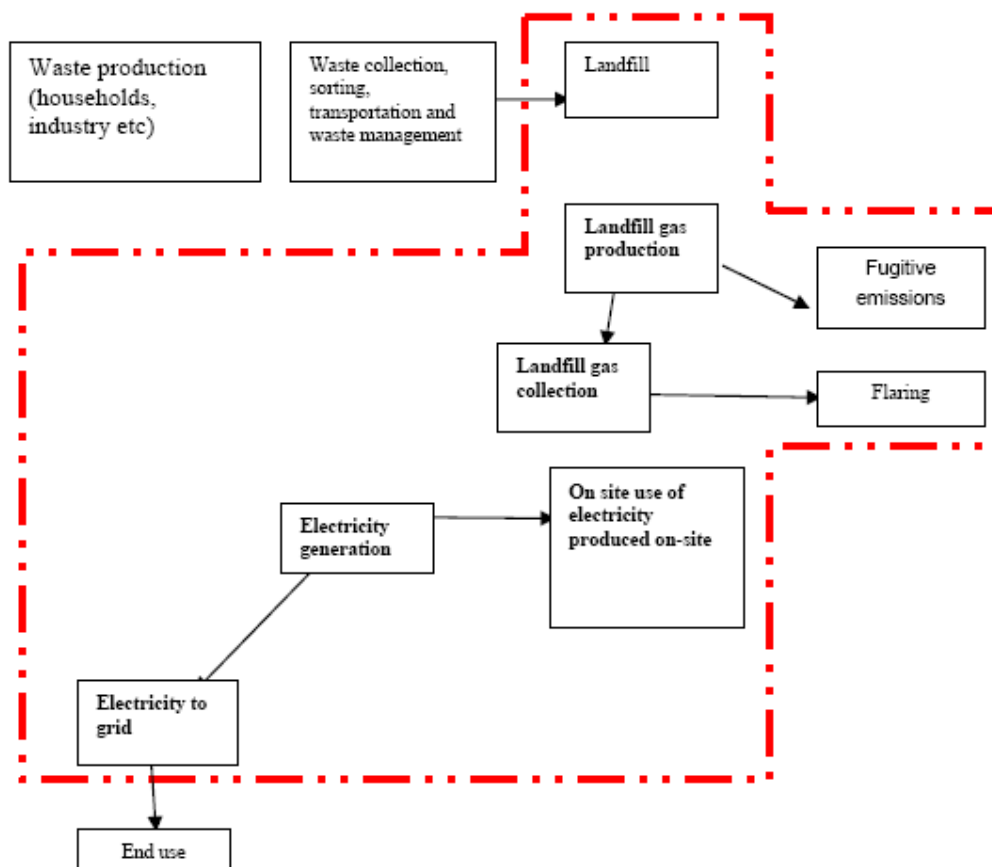 Waste production
(households,
industry etc)
Waste collection,
sorting,
transportation and
waste management
Landfill
Landfill gas
production
Fugitive
emissions
Landfill gas
collection
Flaring
On site use of
electricity
produced on-site
Electricity
generation
Electricity to
grid
End use